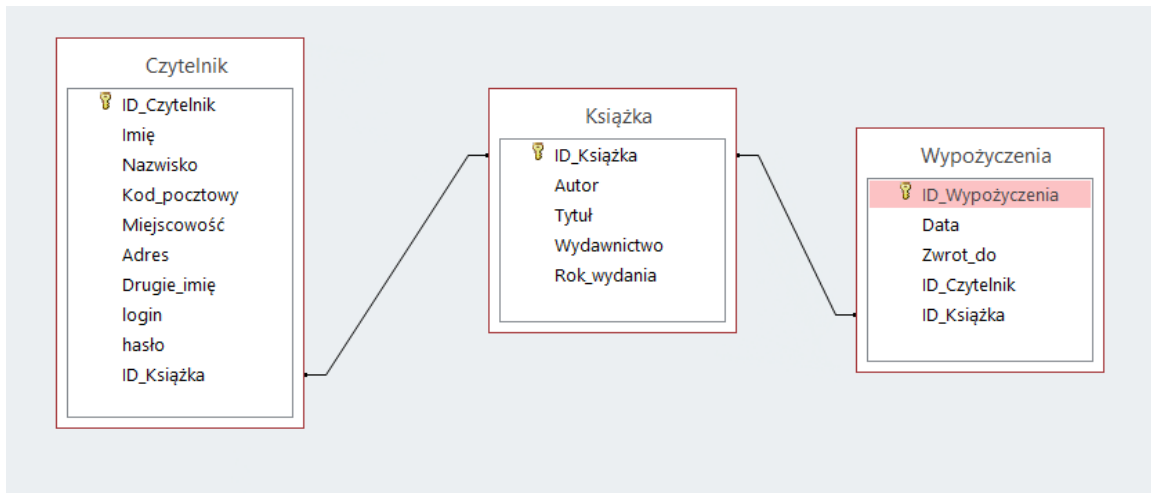 Czytelnik
ID_Czytelnik
Imię
Nazwisko
Kod_pocztowy
Miejscowość
Adres
Drugie_imię
login
hasło
ID_Książka
Książka
ID_Książka
Autor
Tytuł
Wydawnictwo
Rok_wydania
Wypożyczenia
ID_Wypożyczenia
Data
Zwrot_do
ID_Czytelnik
ID_Książka